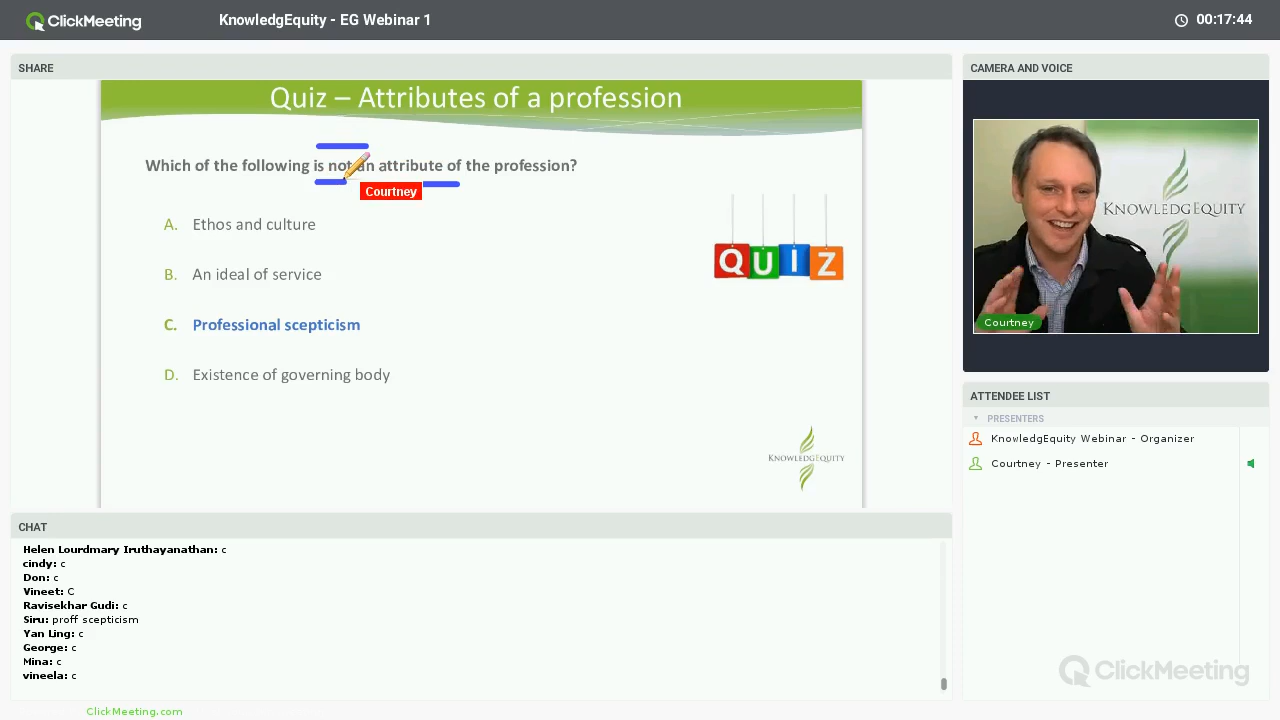 ClickMeeting
KnowledgEquity - EG Webinar 1
00:17:44
SHARE
Quiz – Attributes of a profession
Which of the following is not an attribute of the profession?
Courtney
A. Ethos and culture
B. An ideal of service
C. Professional scepticism
D. Existence of governing body
QUIZ
KNOWLEDGEQUITY
CHAT
Helen Lourdmary Iruthayanathan: c
cindy: c
Don: c
Vineet: C
Ravisekhar Gudi: c
Siru: proff scepticism
Yan Ling: c
George: c
Mina: c
vineela: c
ClickMeeting.com
CAMERA AND VOICE
KNOWLEDGEQUITY
Courtney
ATTENDEE LIST
PRESENTERS
KnowledgEquity Webinar - Organizer
Courtney - Presenter
ClickMeeting